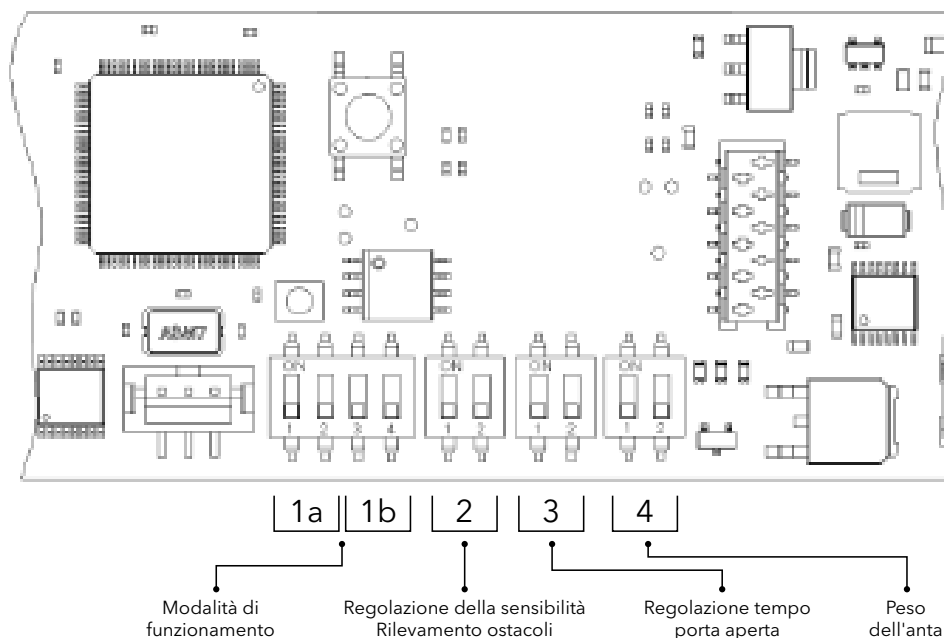 ON
ON
ON
ON
1 2 3 4
1 2
1 2
1 2
1a 1b 2 3 4
Modalità di
funzionamento
Regolazione della sensibilità
Rilevamento ostacoli
Regolazione tempo
porta aperta
Peso
dell'anta